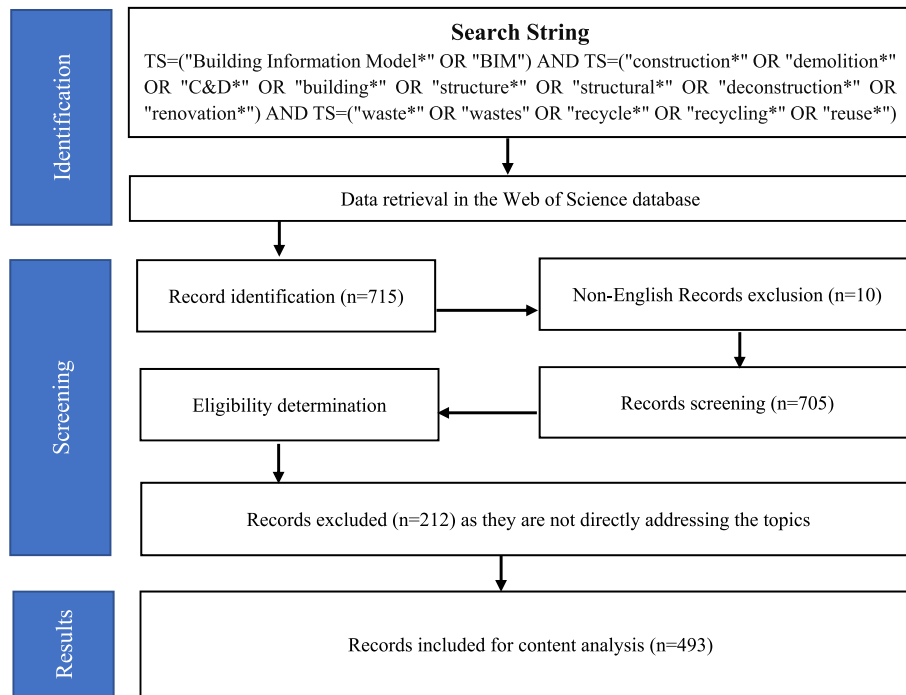 Identification
Search String
TS=("Building Information Model*" OR "BIM") AND TS=("construction*" OR "demolition*"
OR "C&D*" OR "building*" OR "structure*" OR "structural*" OR "deconstruction*" OR
"renovation*") AND TS=("waste*" OR "wastes" OR "recycle*" OR "recycling*" OR "reuse*")
Data retrieval in the Web of Science database
Screening
Record identification (n=715)
Non-English Records exclusion (n=10)
Eligibility determination
Records screening (n=705)
Records excluded (n=212) as they are not directly addressing the topics
Results
Records included for content analysis (n=493)